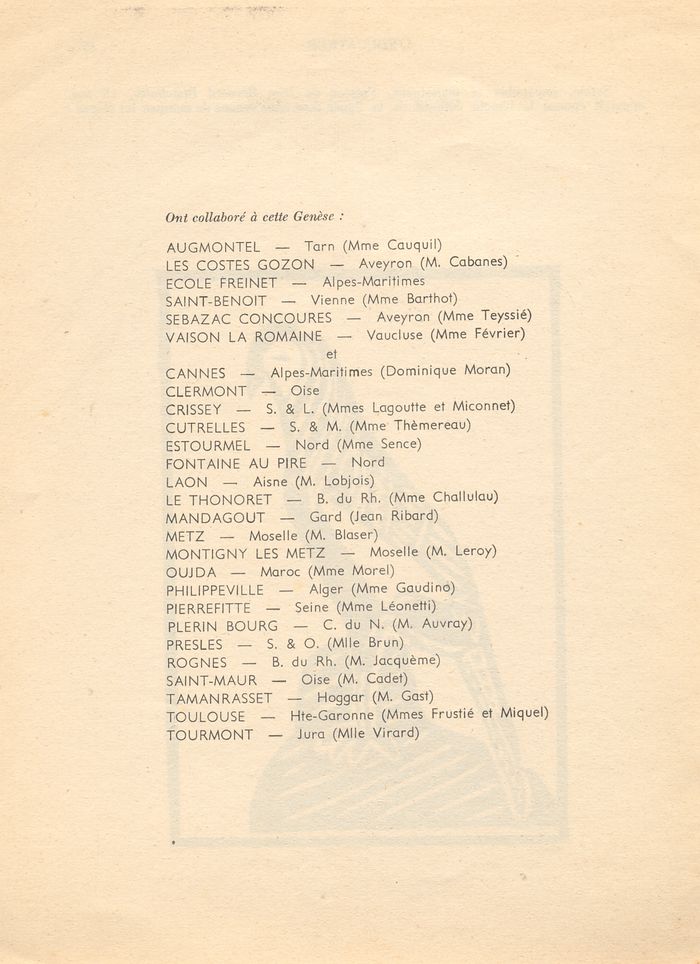 Ont collaboré à cette Genèse :
AUGMONTEL — Tarn (Mme Cauquil)
LES COSTES GOZON — Aveyron (M. Cabanes)
ECOLE FREINET — Alpes-Maritimes
SAINT-BENOIT — Vienne (Mme Barthot)
SEBAZAC CONCOURES — Aveyron (Mme Teyssié)
VAISON LA ROMAINE — Vaucluse (Mme Février)
et
CANNES — Alpes-Maritimes (Dominique Moran)
CLERMONT — Oise
CRISSEY — S. & L. (Mmes Lagoutte et Miconnet)
CUTRELLES — S. & M. (Mme Thèmereau)
ESTOURMEL — Nord (Mme Sence)
FONTAINE AU PIRE — Nord
LAON — Aisne (M. Lobjois)
LE THONORET — B. du Rh. (Mme Challulau)
MANDAGOUT — Gard (Jean Ribard)
METZ — Moselle (M. Blaser)
MONTIGNY LES METZ — Moselle (M. Leroy)
OUJDA — Maroc (Mme Morel)
PHILIPPEVILLE — Alger (Mme Gaudino)
PIERREFITTE — Seine (Mme Léonetti)
PLERIN BOURG — C. du N. (M. Auvray)
PRESLES — S. & O. (Mlle Brun)
ROGNES — B. du Rh. (M. Jacquème)
SAINT-MAUR — Oise (M. Cadet)
TAMANRASSET — Hoggar (M. Gast)
TOULOUSE — Hte-Garonne (Mmes Frustié et Miquel)
TOURMONT — Jura (Mlle Virard)